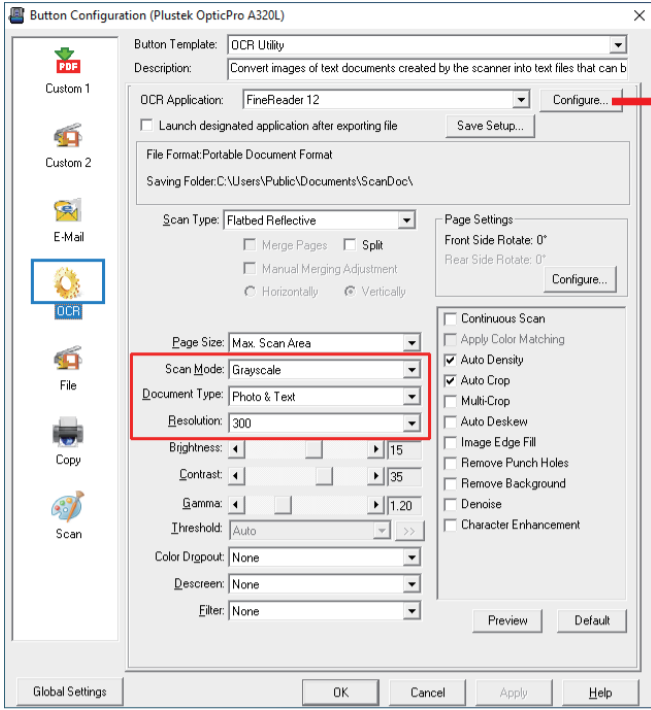 Button Configuration (Plustek OpticPro A320L)
PDF
Custom 1
Custom 2
E-Mail
OCR
File
Copy
Scan
Button Template: OCR Utility
Description: Convert images of text documents created by the scanner into text files that can b
OCR Application: FineReader 12 Configure...
Launch designated application after exporting file Save Setup...
File Format:Portable Document Format
Saving Folder:C:\Users\Public\Documents\ScanDoc\
Scan Type: Flatbed Reflective
Merge Pages Split
Manual Merging Adjustment
Horizontally Vertically
Page Settings
Front Side Rotate: 0°
Rear Side Rotate: 0°
Configure...
Page Size: Max. Scan Area
Scan Mode: Grayscale
Document Type: Photo & Text
Resolution: 300
Brightness: 15
Contrast: 35
Gamma: 1.20
Threshold: Auto >>
Color Dropout: None
Descreen: None
Filter: None
Continuous Scan
Apply Color Matching
Auto Density
Auto Crop
Multi-Crop
Auto Deskew
Image Edge Fill
Remove Punch Holes
Remove Background
Denoise
Character Enhancement
Preview Default
Global Settings OK Cancel Apply Help